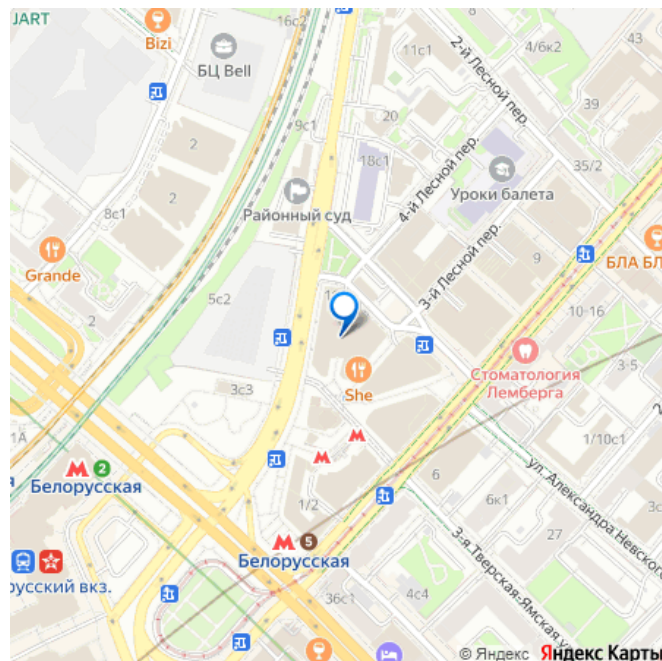 JART
16с2
Bizi
БЦ Bell
11с1
2-й Лесной пер.
4/6к2
43
39
2
9с1
20
18с1
4-й Лесной пер.
Уроки балета
35/2
2
8с1
Районный суд
3-й Лесной пер.
9
БЛА БЛ
Grande
5с2
10-16
2
She
Стоматология
Лемберга
3-5
3с3
1А
2
Белорусская
6
1/10с1
ул. Александра Невского
1/2
6к1
5
Белорусская
27
3с
3-я Тверская-Ямская у
русский вкз.
36с1
4с4
© Яндекс Яндекс Карты